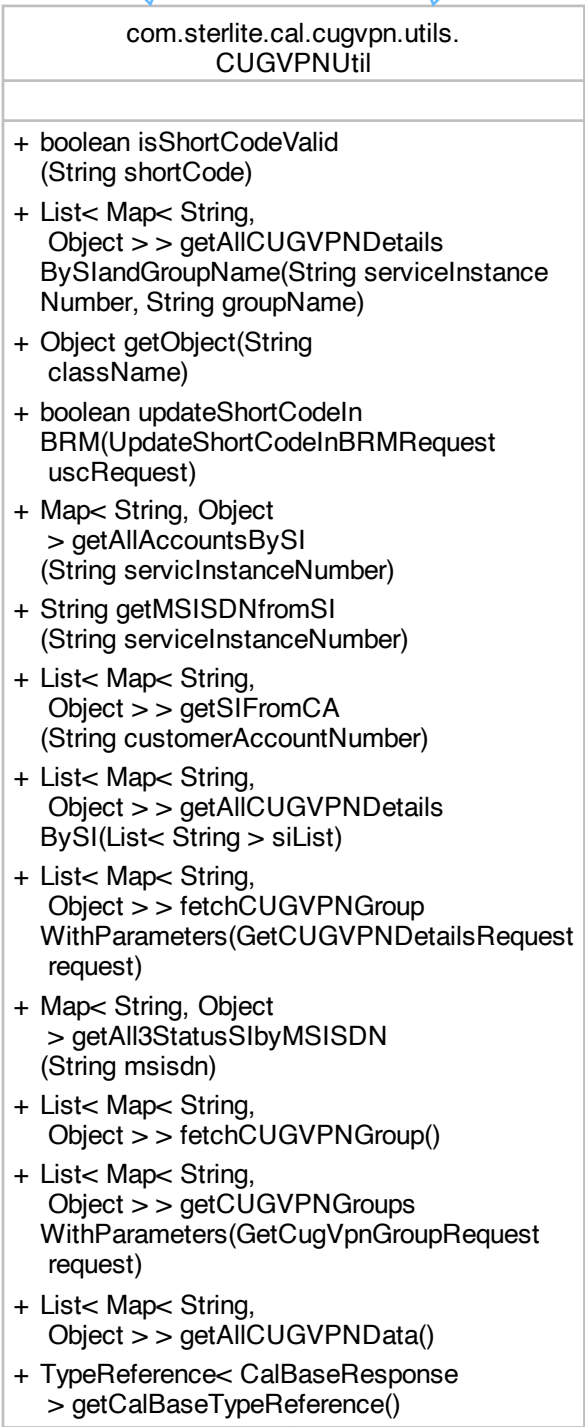 com.sterlite.cal.cugvpn.utils.
CUGVPNUtil
+ boolean isShortCodeValid
(String shortCode)
+ List< Map< String,
Object > > getAllCUGVPNDetails
BySIandGroupName(String serviceInstance
Number, String groupName)
+ Object getObject(String
className)
+ boolean updateShortCodeIn
BRM(UpdateShortCodeInBRMRequest
uscRequest)
+ Map< String, Object
> getAllAccountsBySI
(String servicInstanceNumber)
+ String getMSISDNfromSI
(String serviceInstanceNumber)
+ List< Map< String,
Object > > getSIFromCA
(String customerAccountNumber)
+ List< Map< String,
Object > > getAllCUGVPNDetails
BySI(List< String > siList)
+ List< Map< String,
Object > > fetchCUGVPNGroup
WithParameters(GetCUGVPNDetailsRequest
request)
+ Map< String, Object
> getAll3StatusSIbyMSISDN
(String msisdn)
+ List< Map< String,
Object > > fetchCUGVPNGroup()
+ List< Map< String,
Object > > getCUGVPNGroups
WithParameters(GetCugVpnGroupRequest
request)
+ List< Map< String,
Object > > getAllCUGVPNData()
+ TypeReference< CalBaseResponse
> getCalBaseTypeReference()